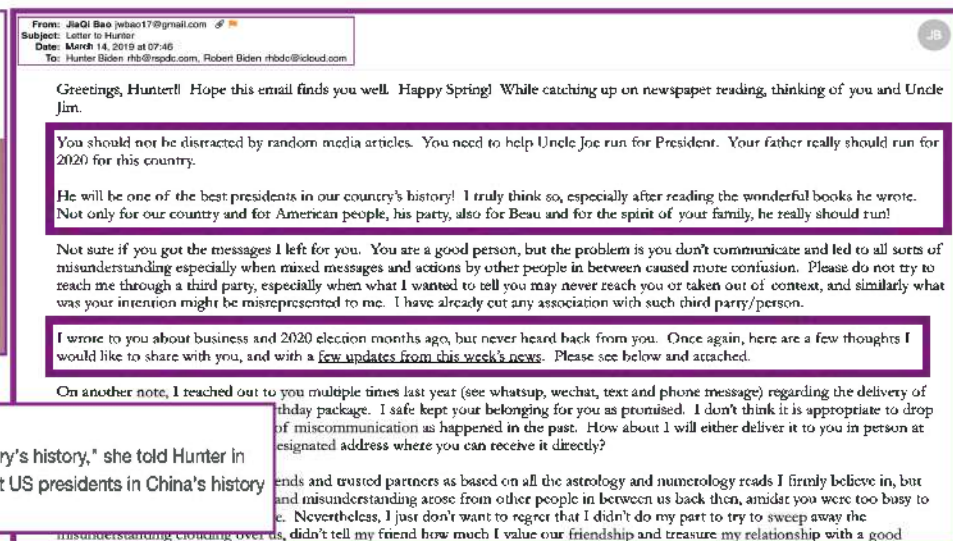 From: JiaQi Bao jwbao17@gmail.com
Subject: Letter to Hunter
Date: March 14, 2019 at 07:46
To: Hunter Biden rhb@rspdc.com, Robert Biden rhbdc@icloud.com
JB
Greetings, Hunter!! Hope this email finds you well. Happy Spring! While catching up on newspaper reading, thinking of you and Uncle
Jim.
You should not be distracted by random media articles. You need to help Uncle Joe run for President. Your father really should run for
2020 for this country.
He will be one of the best presidents in our country's history! I truly think so, especially after reading the wonderful books he wrote.
Not only for our country and for American people, his party, also for Beau and for the spirit of your family, he really should run!
Not sure if you got the messages I left for you. You are a good person, but the problem is you don't communicate and led to all sorts of
misunderstanding especially when mixed messages and actions by other people in between caused more confusion. Please do not try to
reach me through a third party, especially when what I wanted to tell you may never reach you or taken out of context, and similarly what
was your intention might be misrepresented to me. I have already cut any association with such third party/person.
I wrote to you about business and 2020 election months ago, but never heard back from you. Once again, here are a few thoughts I
would like to share with you, and with a few updates from this week's news. Please see below and attached.
On another note, I reached out to you multiple times last year (see whatsup, wechat, text and phone message) regarding the delivery of
thday package. I safe kept your belonging for you as promised. I don't think it is appropriate to drop
of miscommunication as happened in the past. How about I will either deliver it to you in person at
esignated address where you can receive it directly?
ry's history," she told Hunter in
t US presidents in China's history
ends and trusted partners as based on all the astrology and numerology reads I firmly believe in, but
and misunderstanding arose from other people in between us back then, amidst you were too busy to
e. Nevertheless, I just don't want to regret that I didn't do my part to try to sweep away the
misunderstanding clouding over us, didn't tell my friend how much I value our friendship and treasure my relationship with a good